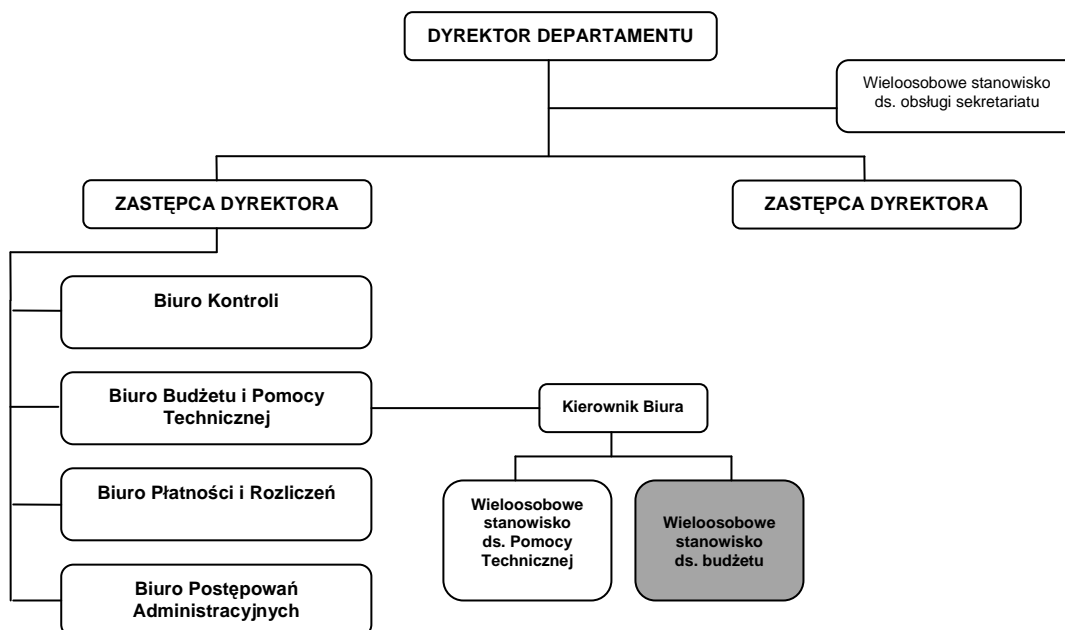 DYREKTOR DEPARTAMENTU
Wieloosobowe stanowisko
ds. obsługi sekretariatu
ZASTĘPCA DYREKTORA
ZASTĘPCA DYREKTORA
Biuro Kontroli
Biuro Budżetu i Pomocy
Technicznej
Kierownik Biura
Biuro Płatności i Rozliczeń
Wieloosobowe
stanowisko
ds. Pomocy
Technicznej
Wieloosobowe
stanowisko
ds. budżetu
Biuro Postępowań
Administracyjnych